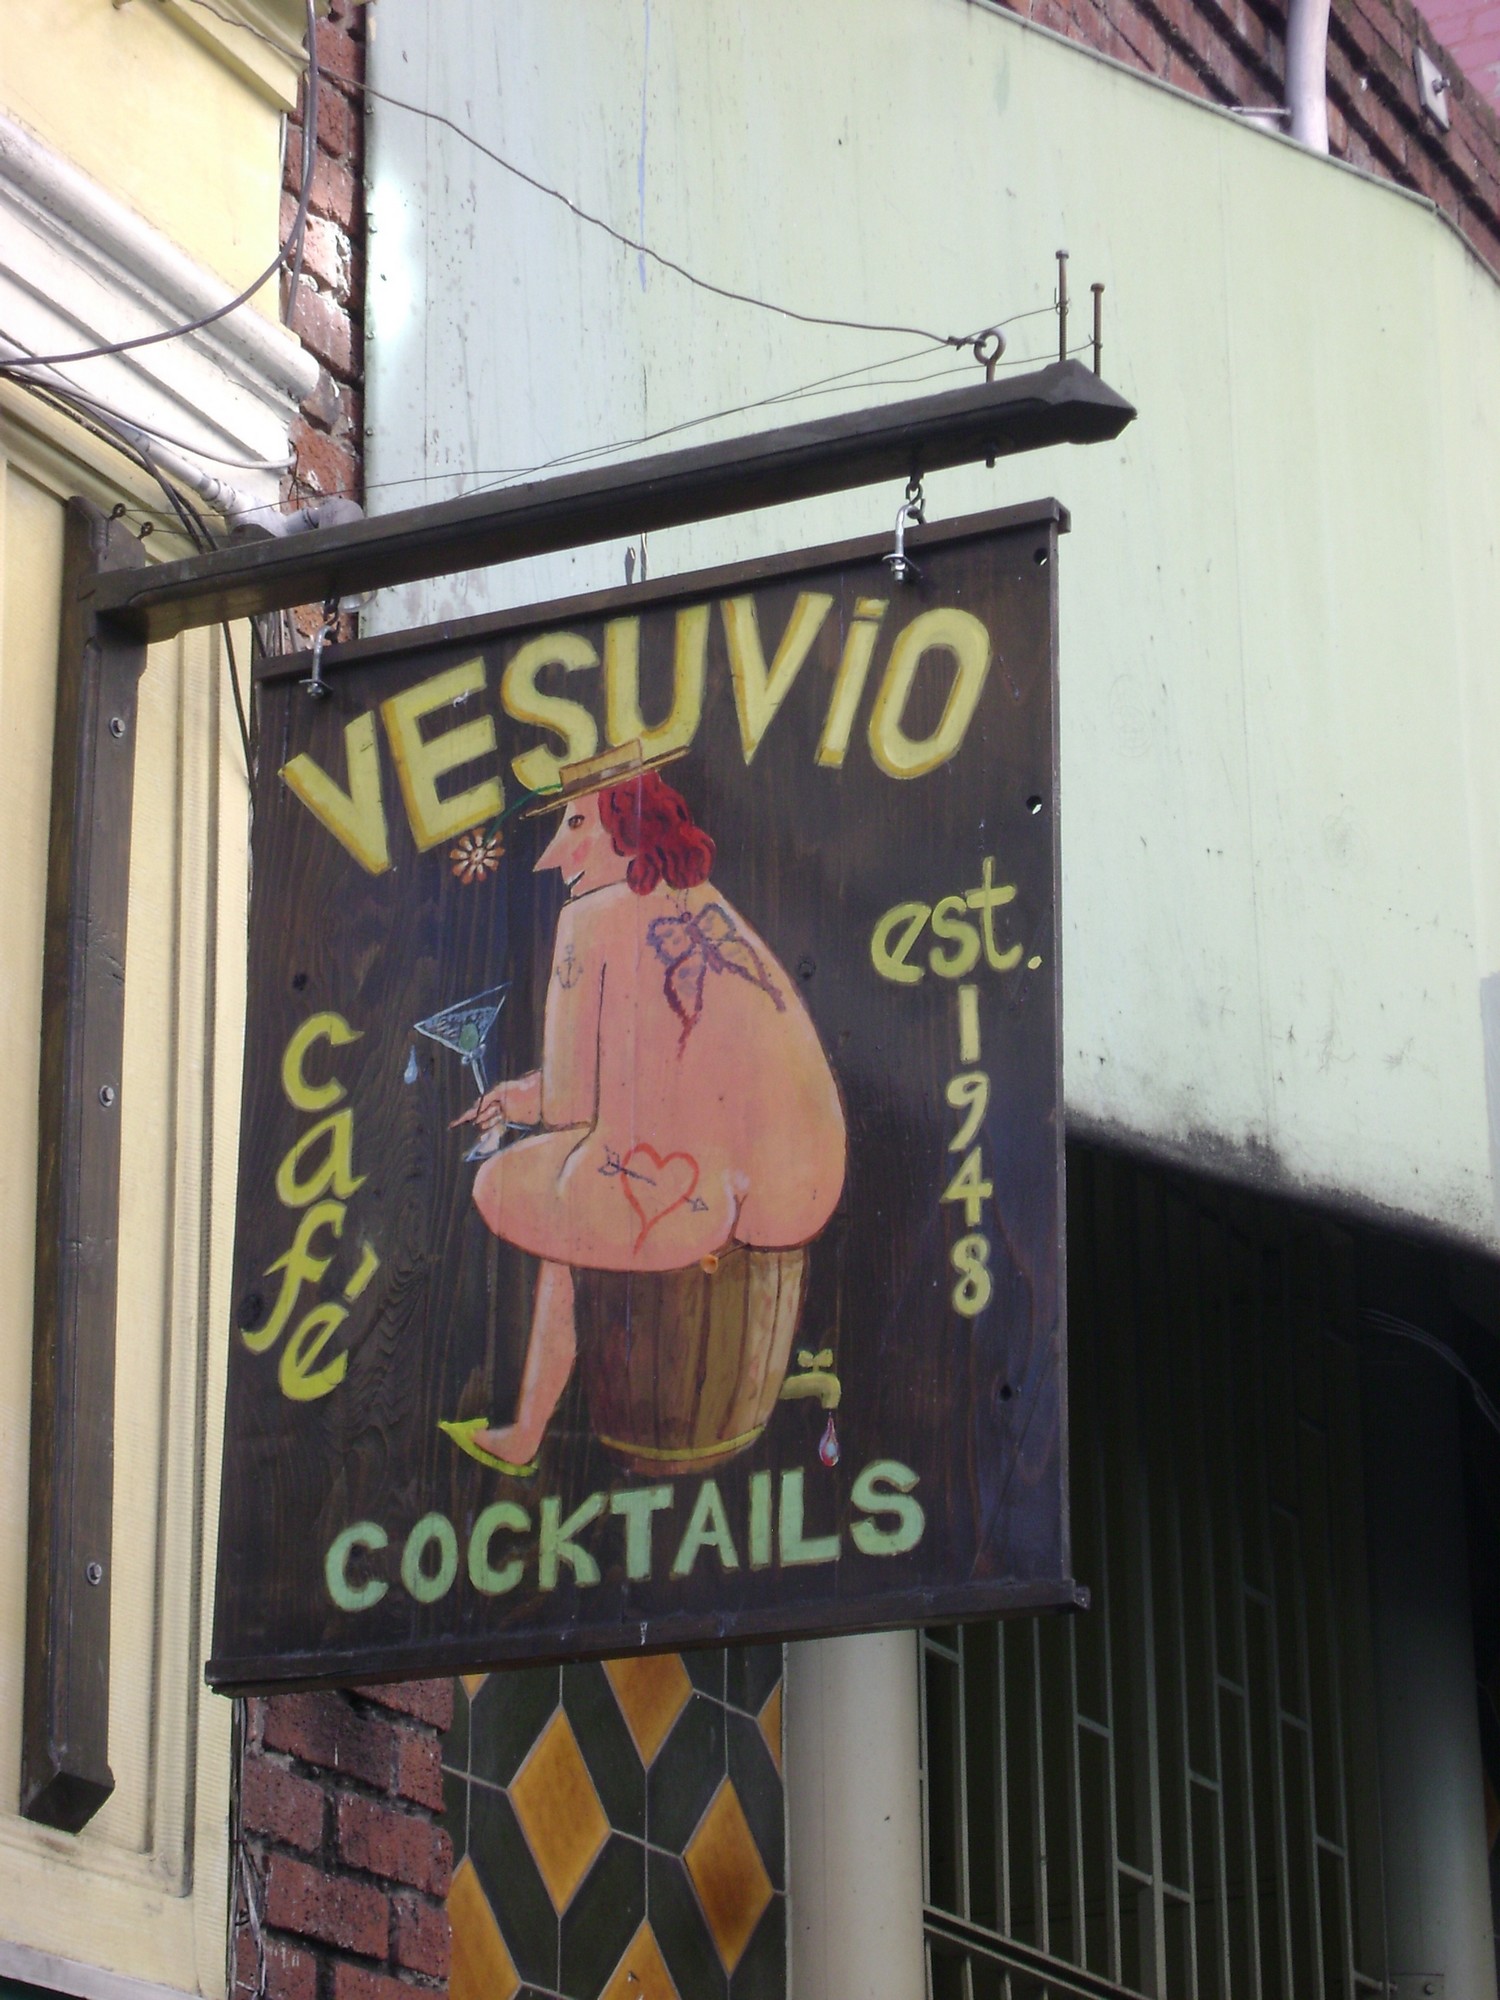 VESUViO
café
est.
1948
COCKTAILS